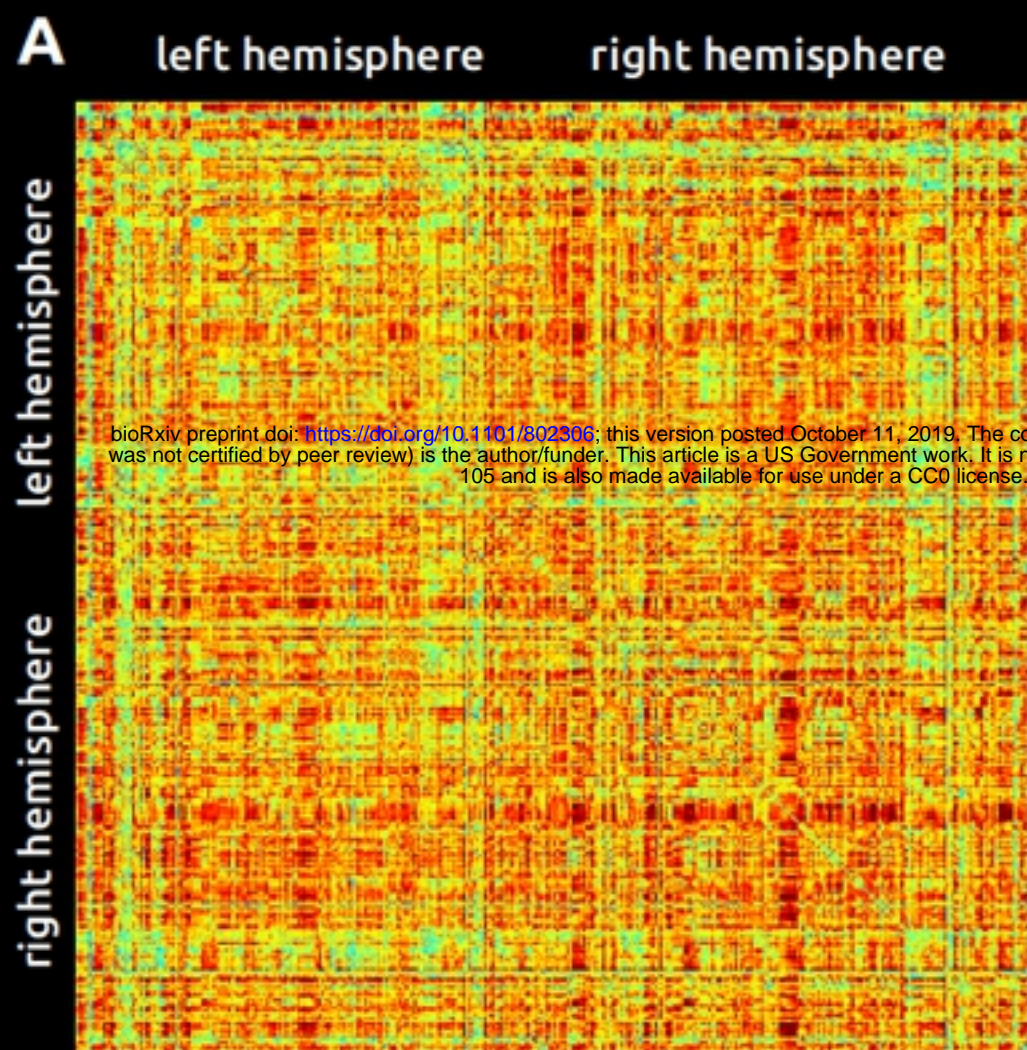 A
left hemisphere
right hemisphere
left hemisphere
right hemisphere
bioRxiv preprint doi: https://doi.org/10.1101/802306; this version posted October 11, 2019. The co
was not certified by peer review) is the author/funder. This article is a US Government work. It is n
105 and is also made available for use under a CC0 license.